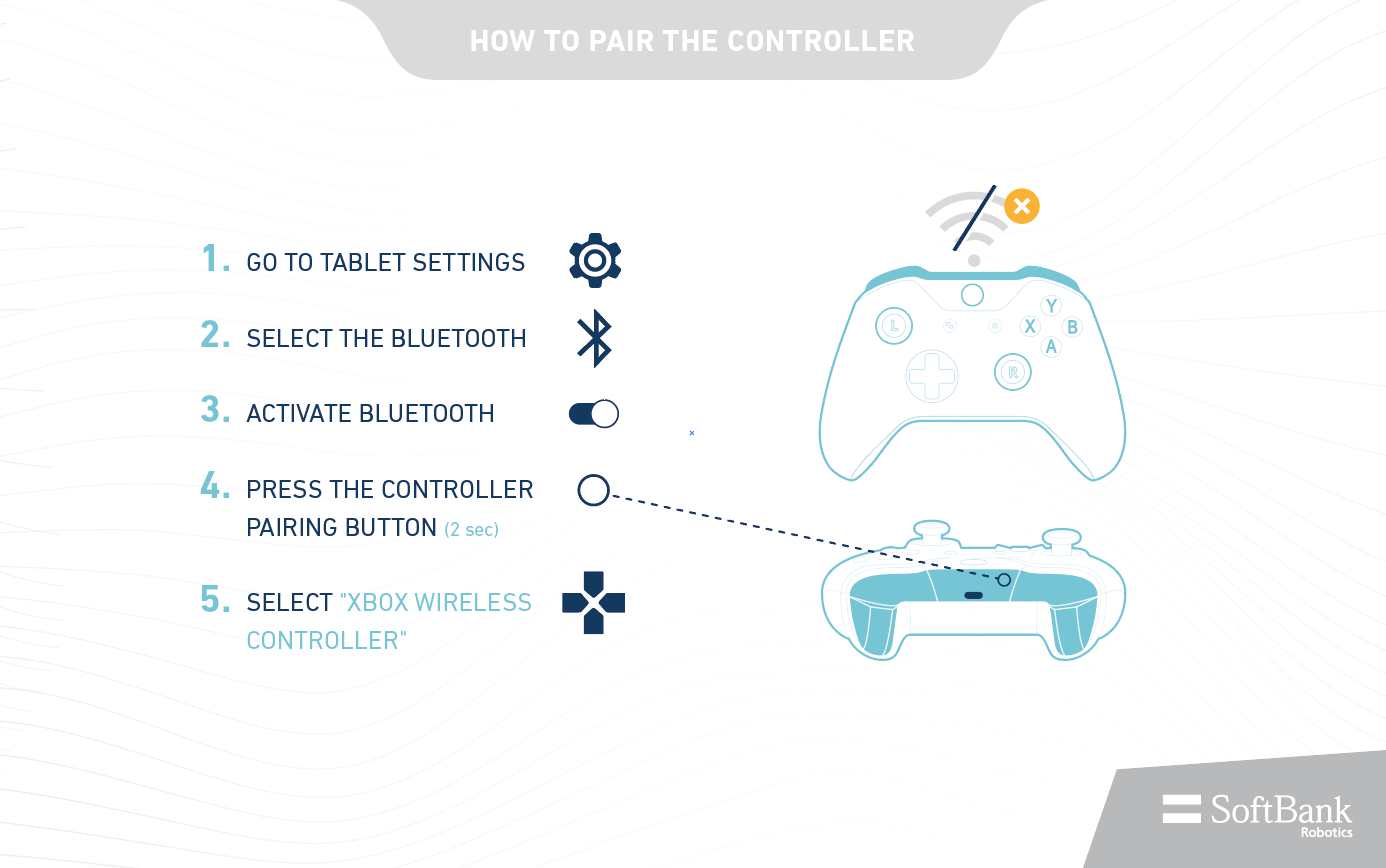 HOW TO PAIR THE CONTROLLER
1. GO TO TABLET SETTINGS
2. SELECT THE BLUETOOTH
3. ACTIVATE BLUETOOTH
4. PRESS THE CONTROLLER
PAIRING BUTTON (2 sec)
5. SELECT "XBOX WIRELESS
CONTROLLER"
Y
L
X
B
A
R
SoftBank
Robotics